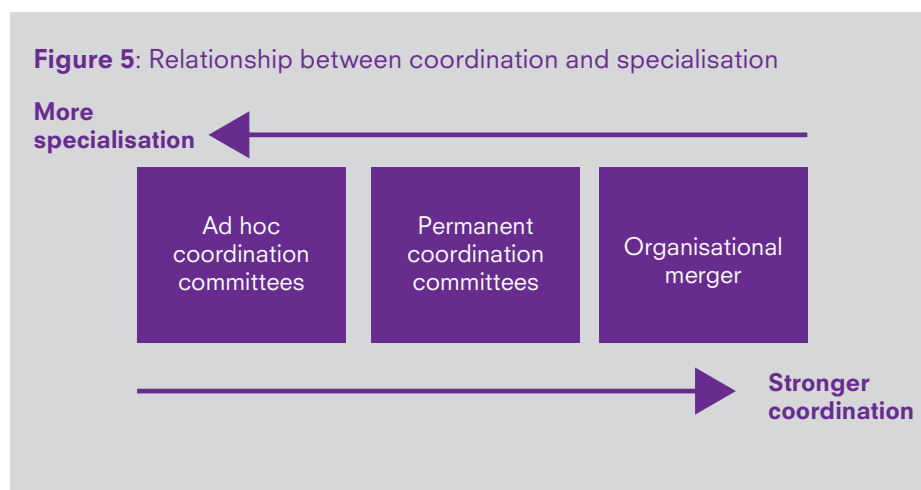 Figure 5: Relationship between coordination and specialisation
More
specialisation
Ad hoc
coordination
committees
Permanent
coordination
committees
Organisational
merger
Stronger
coordination